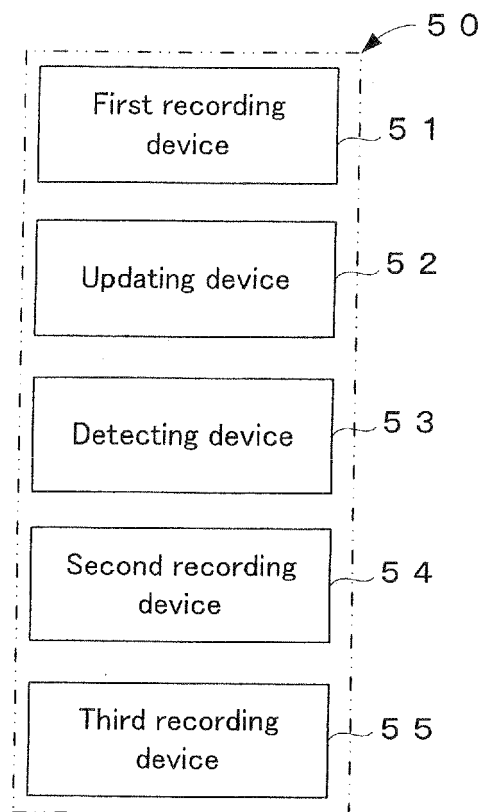 ５０
First recording
device
５１
Updating device
５２
Detecting device
５３
Second recording
device
５４
Third recording
device
５５